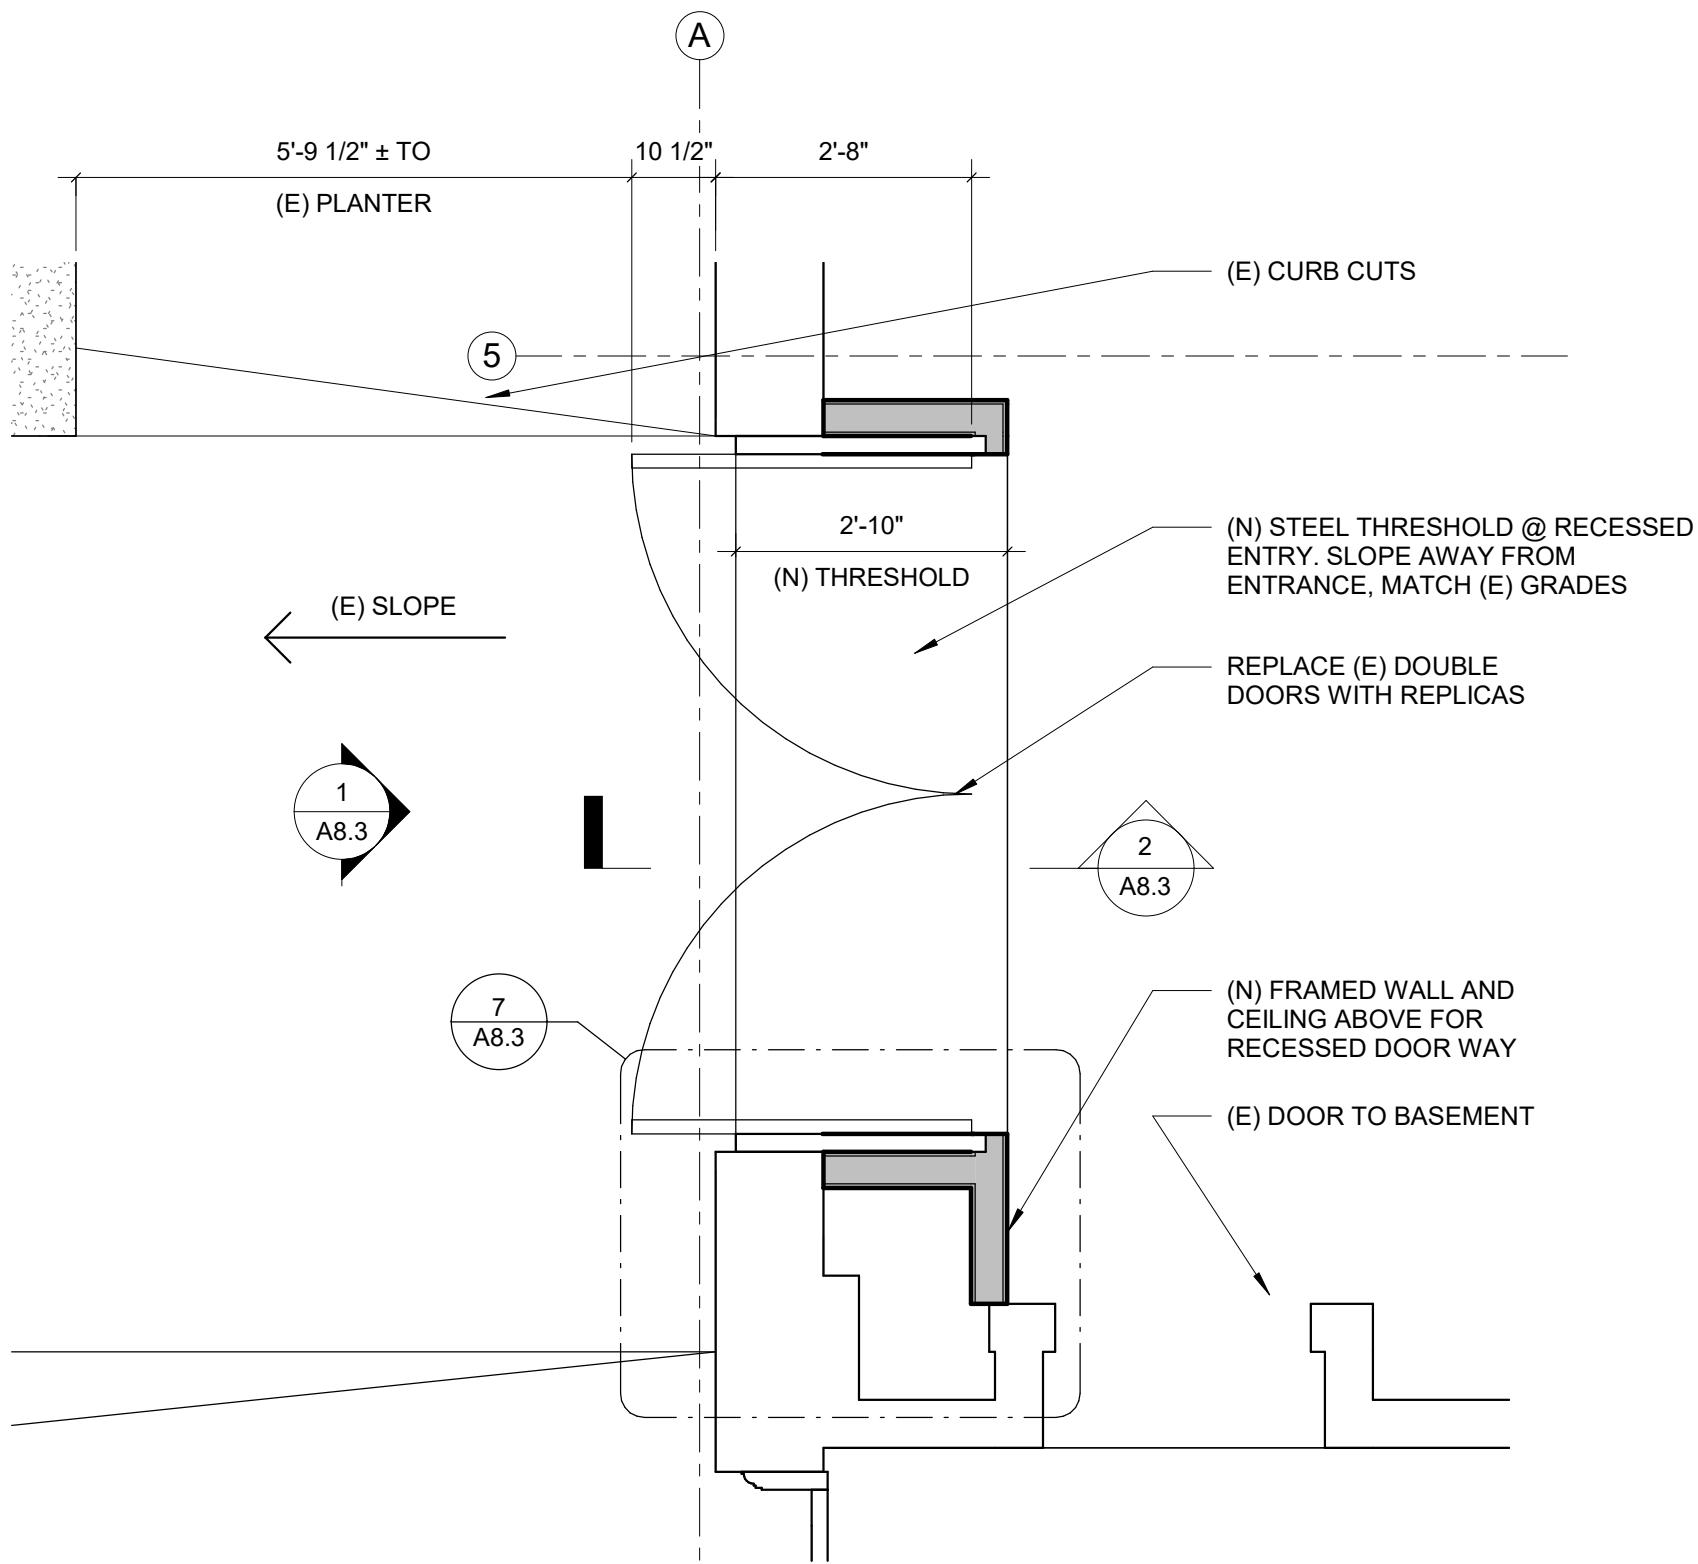 A
5'-9 1/2" ± TO
(E) PLANTER
10 1/2"
2'-8"
(E) CURB CUTS
5
2'-10"
(N) THRESHOLD
(N) STEEL THRESHOLD @ RECESSED
ENTRY. SLOPE AWAY FROM
ENTRANCE, MATCH (E) GRADES
(E) SLOPE
REPLACE (E) DOUBLE
DOORS WITH REPLICAS
1
A8.3
2
A8.3
7
A8.3
(N) FRAMED WALL AND
CEILING ABOVE FOR
RECESSED DOOR WAY
(E) DOOR TO BASEMENT